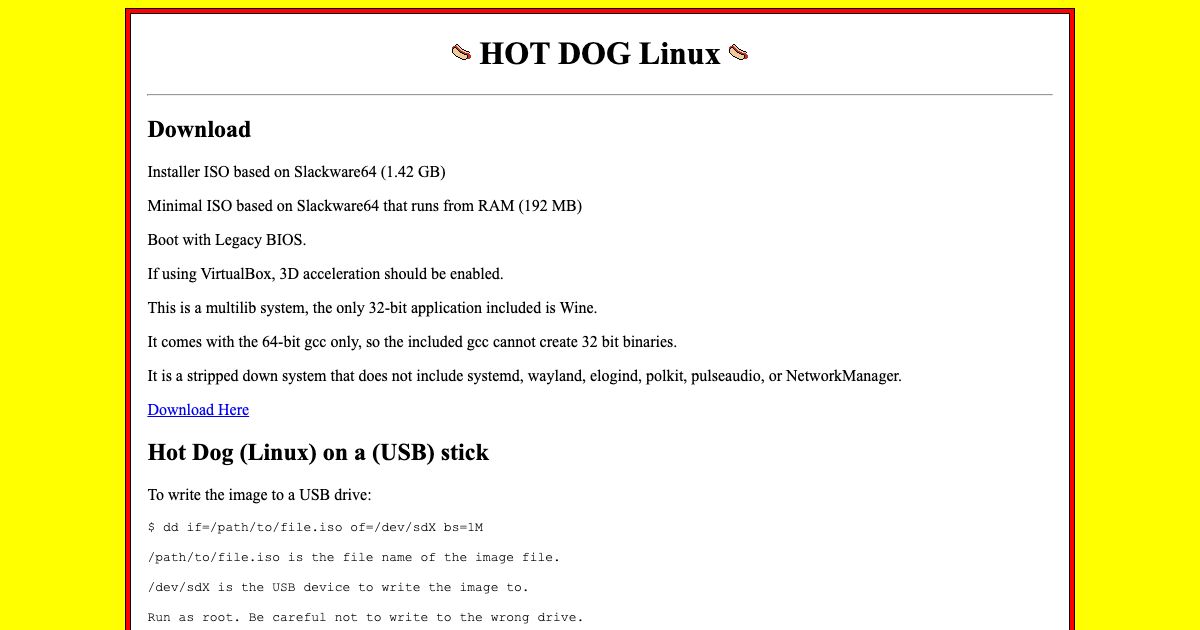 HOT DOG Linux
Download
Installer ISO based on Slackware64 (1.42 GB)
Minimal ISO based on Slackware64 that runs from RAM (192 MB)
Boot with Legacy BIOS.
If using VirtualBox, 3D acceleration should be enabled.
This is a multilib system, the only 32-bit application included is Wine.
It comes with the 64-bit gcc only, so the included gcc cannot create 32 bit binaries.
It is a stripped down system that does not include systemd, wayland, elogind, polkit, pulseaudio, or NetworkManager.
Download Here
Hot Dog (Linux) on a (USB) stick
To write the image to a USB drive:
$ dd if=/path/to/file.iso of=/dev/sdX bs=1M
/path/to/file.iso is the file name of the image file.
/dev/sdX is the USB device to write the image to.
Run as root. Be careful not to write to the wrong drive.